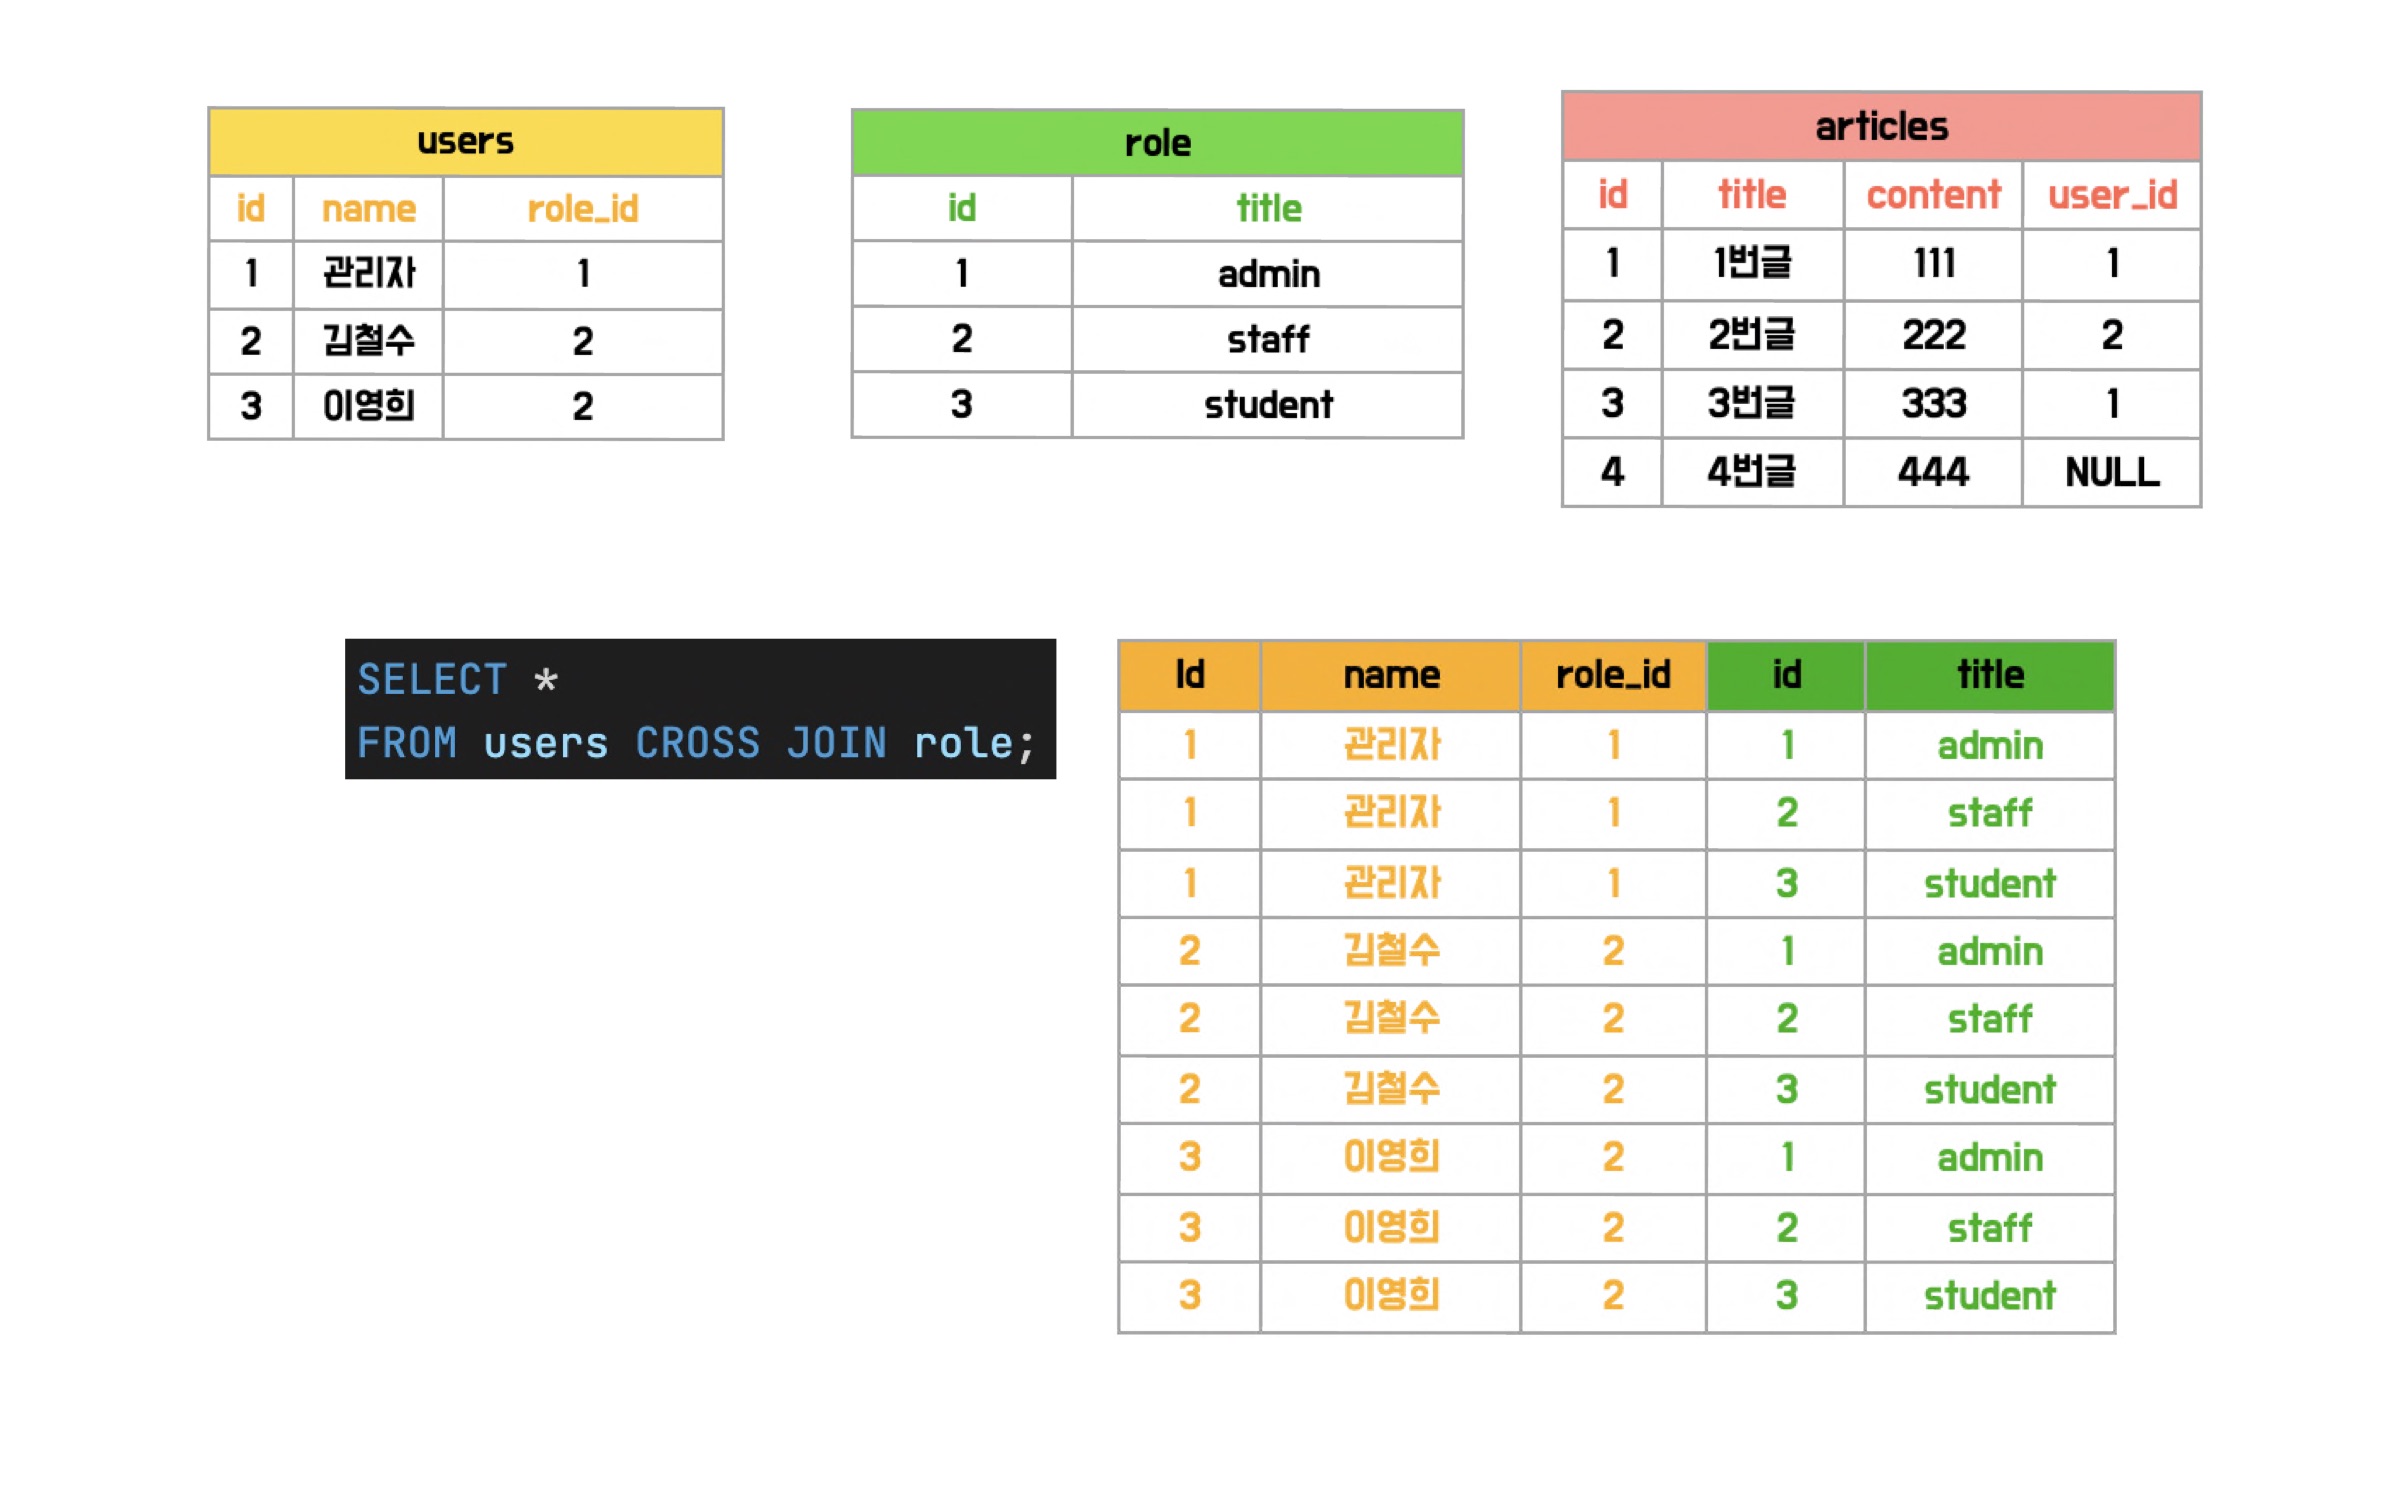 users
id name role_id
1 관리자 1
2 김철수 2
3 이영희 2
role
id title
1 admin
2 staff
3 student
articles
id title content user_id
1 1번글 111 1
2 2번글 222 2
3 3번글 333 1
4 4번글 444 NULL
SELECT *
FROM users CROSS JOIN role;
Id name role_id id title
1 관리자 1 1 admin
1 관리자 1 2 staff
1 관리자 1 3 student
2 김철수 2 1 admin
2 김철수 2 2 staff
2 김철수 2 3 student
3 이영희 2 1 admin
3 이영희 2 2 staff
3 이영희 2 3 student